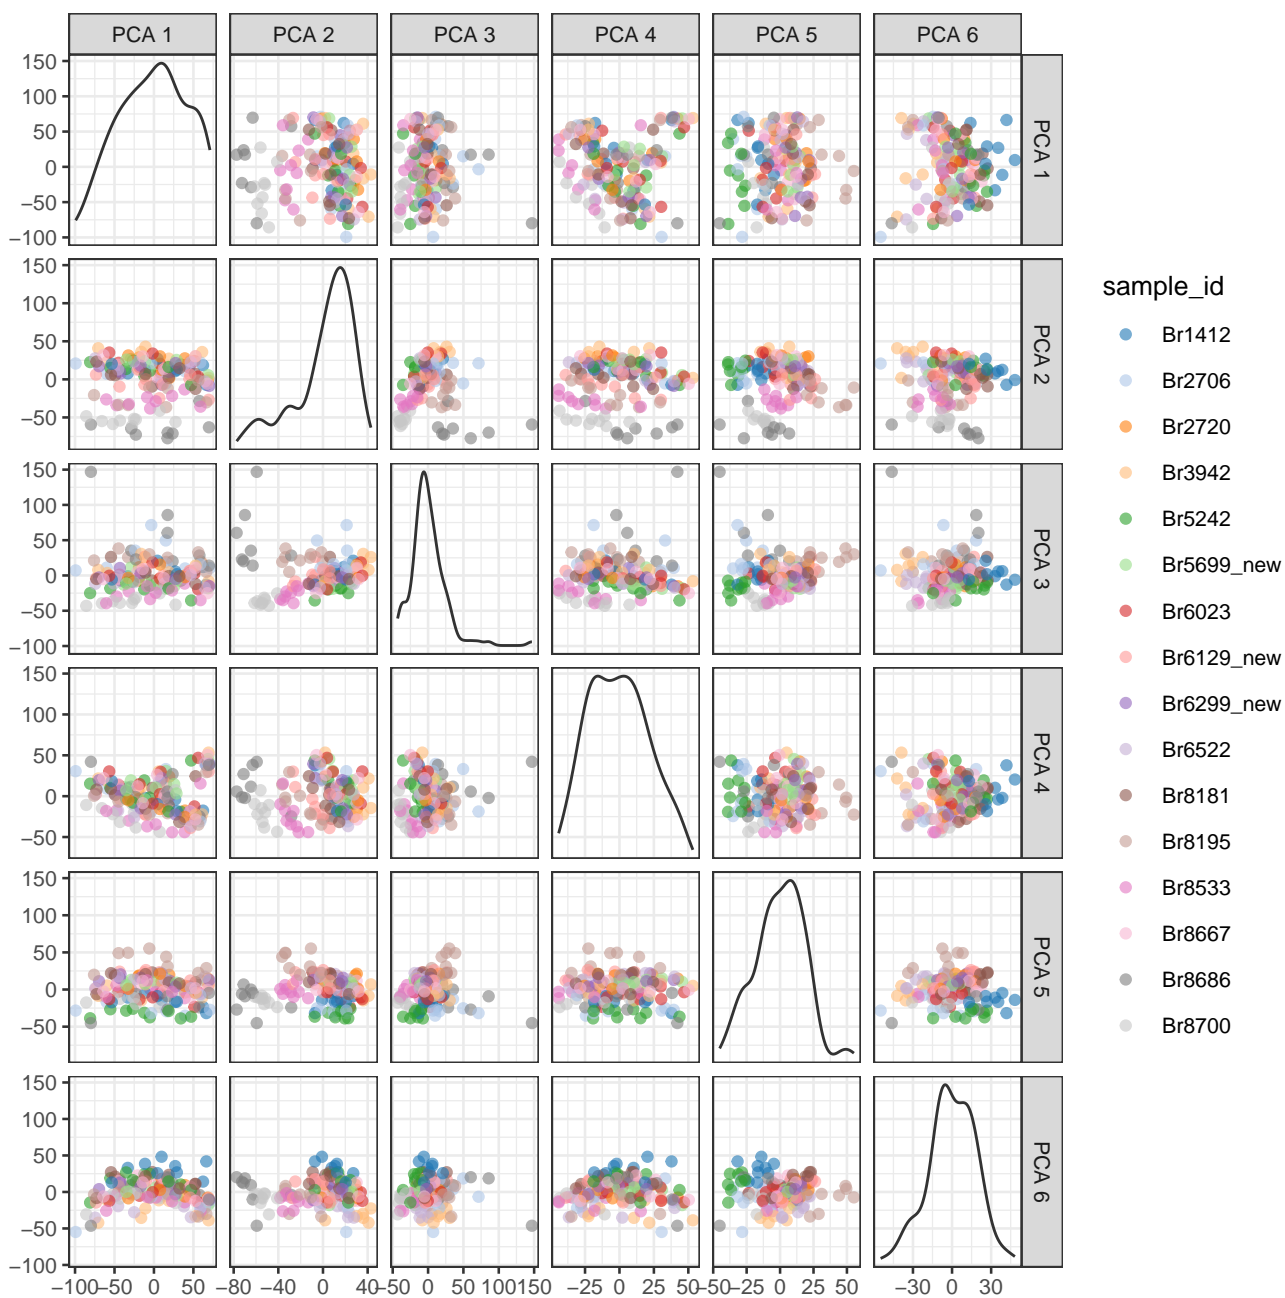 PCA 1 PCA 2 PCA 3 PCA 4 PCA 5 PCA 6
150
100
50
0
−50
−100
PCA 1
150
100
50
0
−50
PCA 2
sample_id
Br1412
Br2706
Br2720
Br3942
Br5242
Br5699_new
Br6023
Br6129_new
Br6299_new
Br6522
Br8181
Br8195
Br8533
Br8667
Br8686
Br8700
150
100
50
0
−50
−100
PCA 3
150
100
50
0
−50
PCA 4
150
100
50
0
−50
PCA 5
150
100
50
0
−50
−100
PCA 6
−100 −50 0 50 −80 −40 0 40 −50 0 50 100 150 −25 0 25 50 −50 −25 0 25 50 −30 0 30